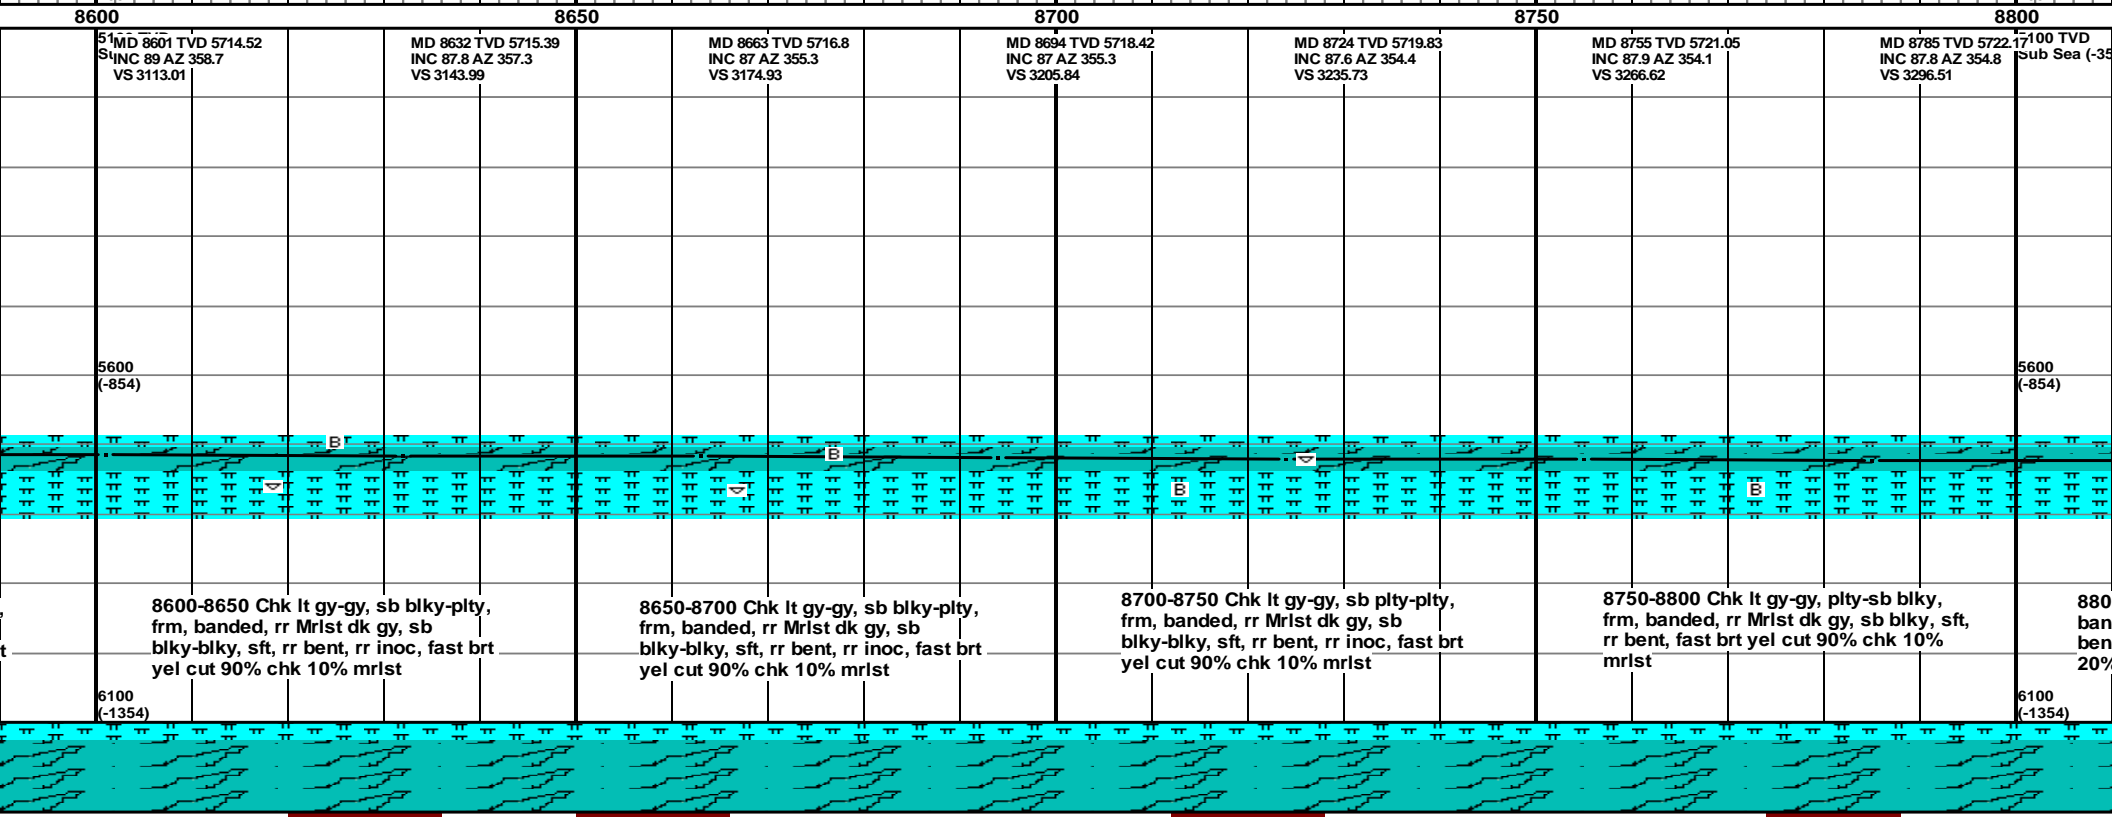 8600 8650 8700 8750 8800
MD 8601 TVD 5714.52
INC 89 AZ 358.7
VS 3113.01
MD 8632 TVD 5715.39
INC 87.8 AZ 357.3
VS 3143.99
MD 8663 TVD 5716.8
INC 87 AZ 355.3
VS 3174.93
MD 8694 TVD 5718.42
INC 87 AZ 355.3
VS 3205.84
MD 8724 TVD 5719.83
INC 87.6 AZ 354.4
VS 3235.73
MD 8755 TVD 5721.05
INC 87.9 AZ 354.1
VS 3266.62
MD 8785 TVD 5722.17
INC 87.8 AZ 354.8
VS 3296.51
100 TVD
Sub Sea (-35
5600
(-854)
5600
(-854)
B
B
B
B
8600-8650 Chk lt gy-gy, sb blky-plty,
frm, banded, rr Mrlst dk gy, sb
blky-blky, sft, rr bent, rr inoc, fast brt
yel cut 90% chk 10% mrlst
8650-8700 Chk lt gy-gy, sb blky-plty,
frm, banded, rr Mrlst dk gy, sb
blky-blky, sft, rr bent, rr inoc, fast brt
yel cut 90% chk 10% mrlst
8700-8750 Chk lt gy-gy, sb plty-plty,
frm, banded, rr Mrlst dk gy, sb
blky-blky, sft, rr bent, rr inoc, fast brt
yel cut 90% chk 10% mrlst
8750-8800 Chk lt gy-gy, plty-sb blky,
frm, banded, rr Mrlst dk gy, sb blky, sft,
rr bent, fast brt yel cut 90% chk 10%
mrlst
880
ban
ben
20%
6100
(-1354)
6100
(-1354)